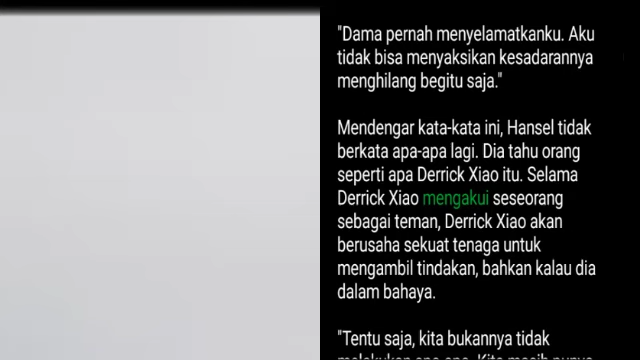 "Dama pernah menyelamatkanku. Aku
tidak bisa menyaksikan kesadarannya
menghilang begitu saja."
Mendengar kata-kata ini, Hansel tidak
berkata apa-apa lagi. Dia tahu orang
seperti apa Derrick Xiao itu. Selama
Derrick Xiao mengakui seseorang
sebagai teman, Derrick Xiao akan
berusaha sekuat tenaga untuk
mengambil tindakan, bahkan kalau dia
dalam bahaya.
"Tentu saja, kita bukannya tidak